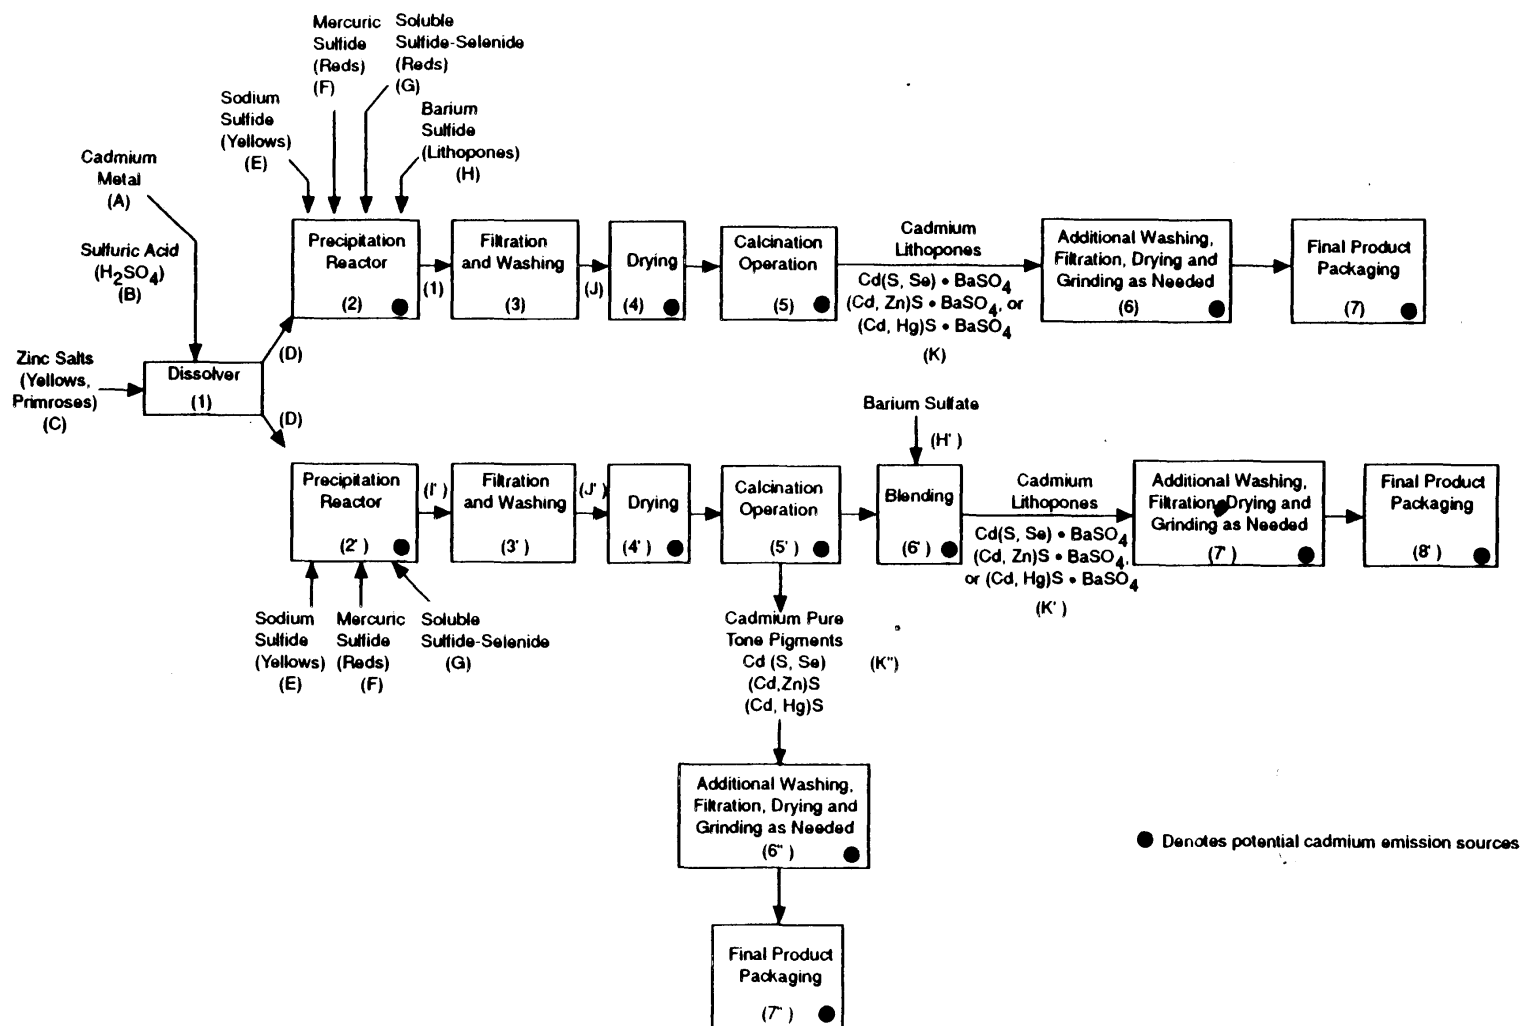 Mercuric
Sulfide
(Reds)
(F)
Soluble
Sulfide-Selenide
(Reds)
(G)
Sodium
Sulfide
(Yellows)
(E)
Barium
Sulfide
(Lithopones)
(H)
Cadmium
Metal
(A)
Sulfuric Acid
(H2SO4)
(B)
Zinc Salts
(Yellows,
Primroses)
(C)
Dissolver
(1)
(D)
(D)
Precipitation
Reactor
(2)
(1)
Filtration
and Washing
(3)
(J)
Drying
(4)
Calcination
Operation
(5)
Cadmium
Lithopones
Cd(S, Se) • BaSO4
(Cd, Zn)S • BaSO4, or
(Cd, Hg)S • BaSO4
(K)
Additional Washing,
Filtration, Drying and
Grinding as Needed
(6)
Final Product
Packaging
(7)
Precipitation
Reactor
(2')
(I')
Filtration
and Washing
(3')
(J')
Drying
(4')
Calcination
Operation
(5')
Barium Sulfate
(H')
Blending
(6')
Cadmium
Lithopones
Cd(S, Se) • BaSO4
(Cd, Zn)S • BaSO4,
or (Cd, Hg)S • BaSO4
(K')
Additional Washing,
Filtration, Drying and
Grinding as Needed
(7')
Final Product
Packaging
(8')
Sodium
Sulfide
(Yellows)
(E)
Mercuric
Sulfide
(Reds)
(F)
Soluble
Sulfide-Selenide
(G)
Cadmium Pure
Tone Pigments
Cd (S, Se)
(Cd,Zn)S
(Cd, Hg)S
(K")
Additional Washing,
Filtration, Drying and
Grinding as Needed
(6")
Final Product
Packaging
(7")
Denotes potential cadmium emission sources